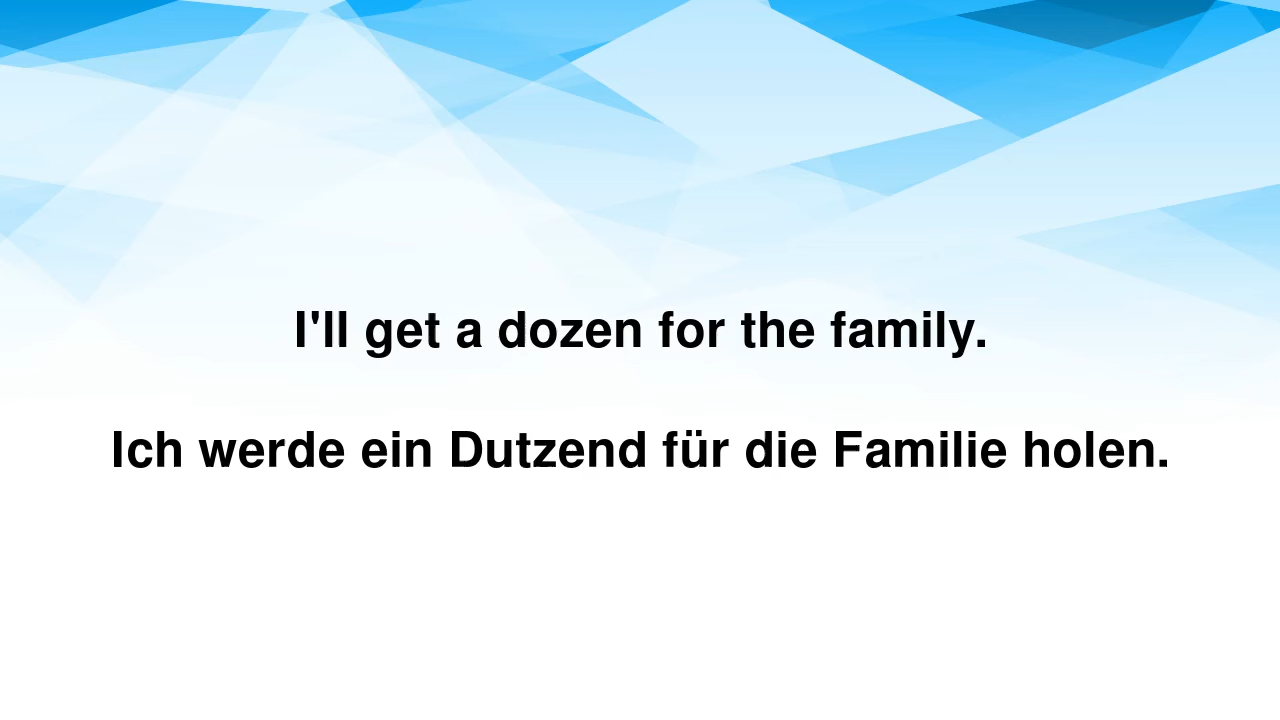 I'll get a dozen for the family.
Ich werde ein Dutzend für die Familie holen.